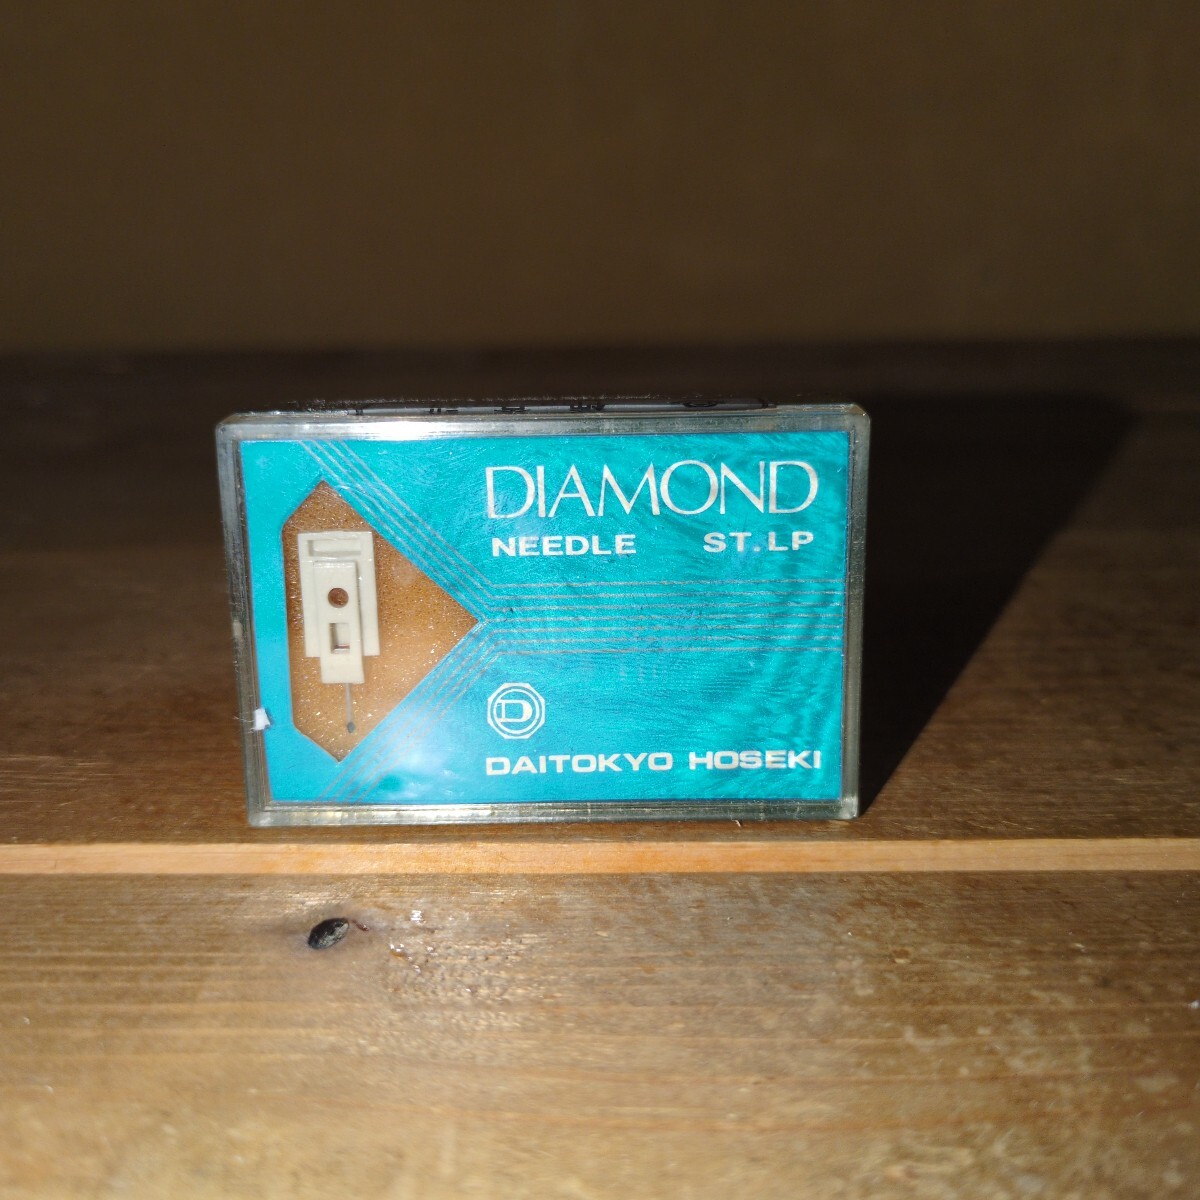 DIAMOND
NEEDLE ST.LP
D
DAITOKYO HOSEKI